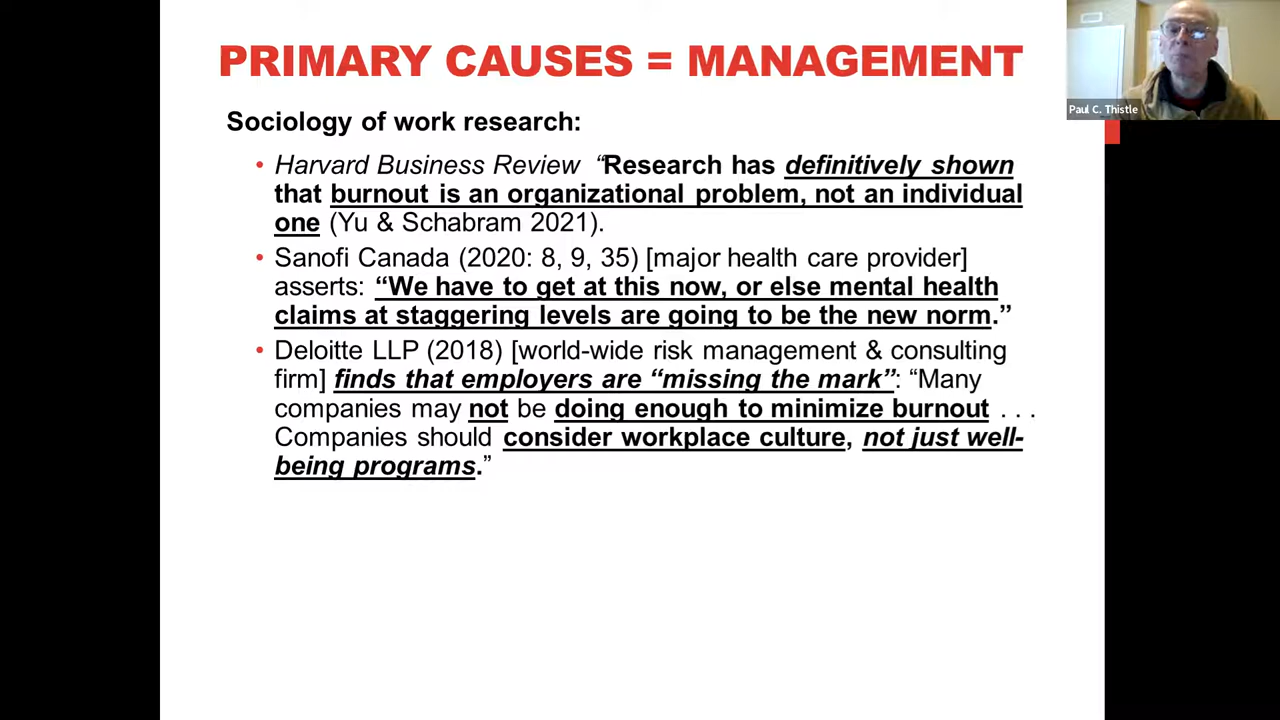 PRIMARY CAUSES = MANAGEMENT
Paul C. Thistle
Sociology of work research:
• Harvard Business Review “Research has definitively shown
that burnout is an organizational problem, not an individual
one (Yu & Schabram 2021).
• Sanofi Canada (2020: 8, 9, 35) [major health care provider]
asserts: “We have to get at this now, or else mental health
claims at staggering levels are going to be the new norm.”
• Deloitte LLP (2018) [world-wide risk management & consulting
firm] finds that employers are “missing the mark”: “Many
companies may not be doing enough to minimize burnout . . .
Companies should consider workplace culture, not just well-
being programs.”